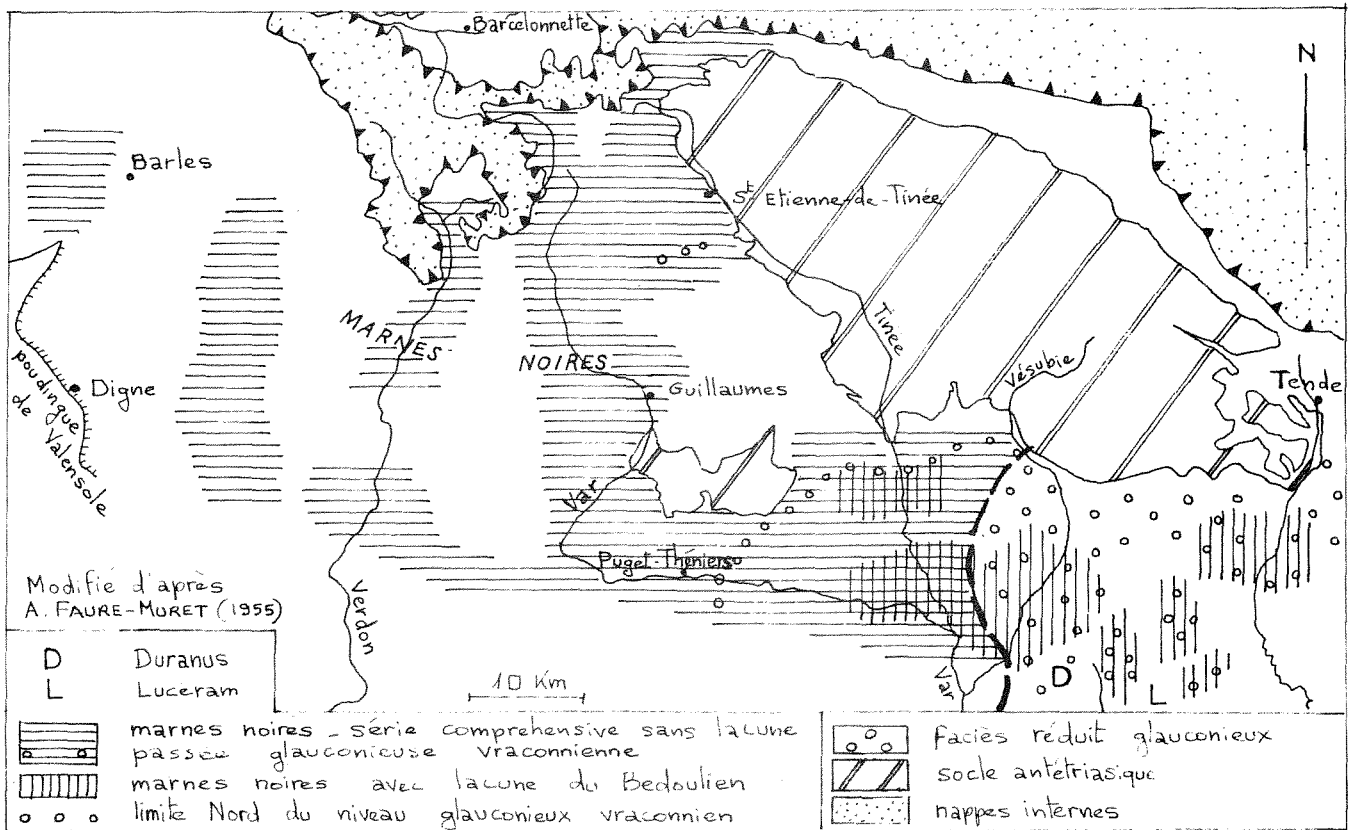 Barcelonnette
N
Barles
St Etienne-de-Tinée
MARNES
NOIRES
Tinée
Vésubie
Tende
Digne
Guillaumes
poudingue
de Valensole
Var
Puget-Théniers
Verdon
Var
D
L
Modifié d'après
A. FAURE-MURET (1955)
D Duranus
L Luceram
10 Km
marnes noires - série comprehensive sans lacune
passée glauconieuse vraconnienne
marnes noires avec lacune du Bedoulien
limite Nord du niveau glauconieux vraconnien
faciès réduit glauconieux
socle antétriasique
nappes internes